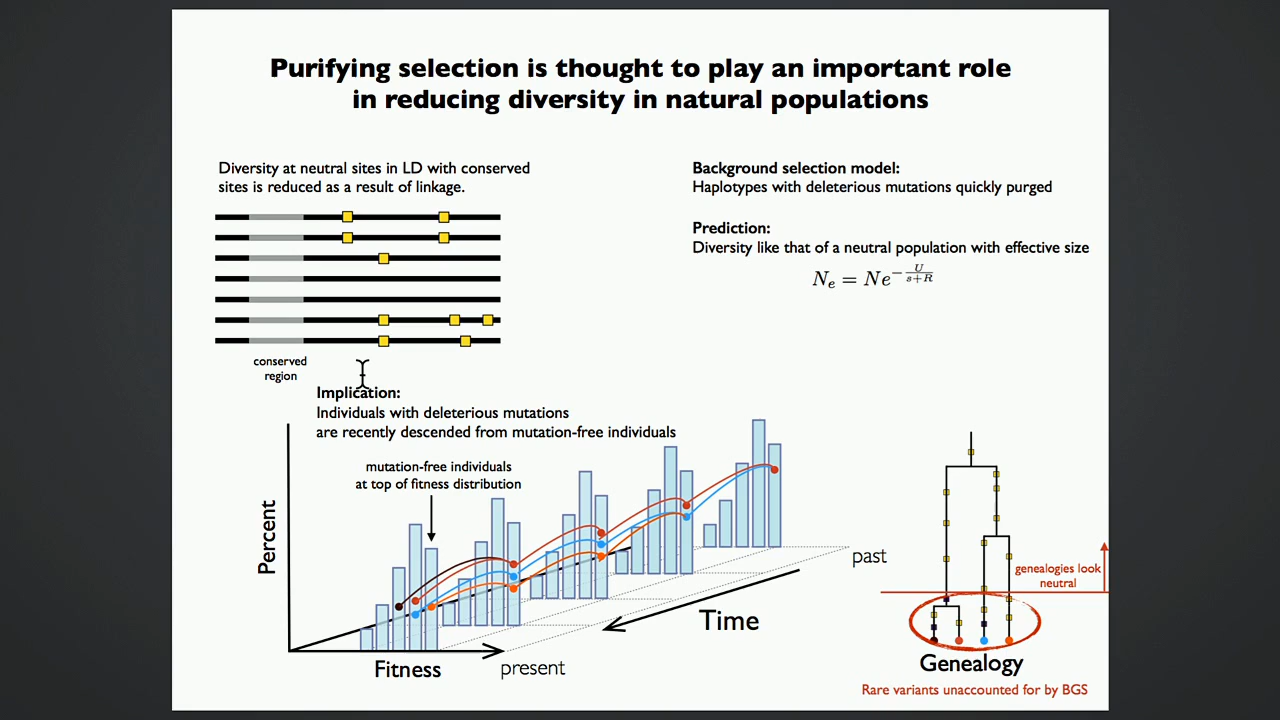 Purifying selection is thought to play an important role
in reducing diversity in natural populations
Diversity at neutral sites in LD with conserved
sites is reduced as a result of linkage.
conserved
region
Background selection model:
Haplotypes with deleterious mutations quickly purged
Prediction:
Diversity like that of a neutral population with effective size
N_e = Ne^{-\frac{U}{s+R}}
Implication:
Individuals with deleterious mutations
are recently descended from mutation-free individuals
mutation-free individuals
at top of fitness distribution
Percent
Fitness
present
Time
past
genealogies look
neutral
Genealogy
Rare variants unaccounted for by BGS